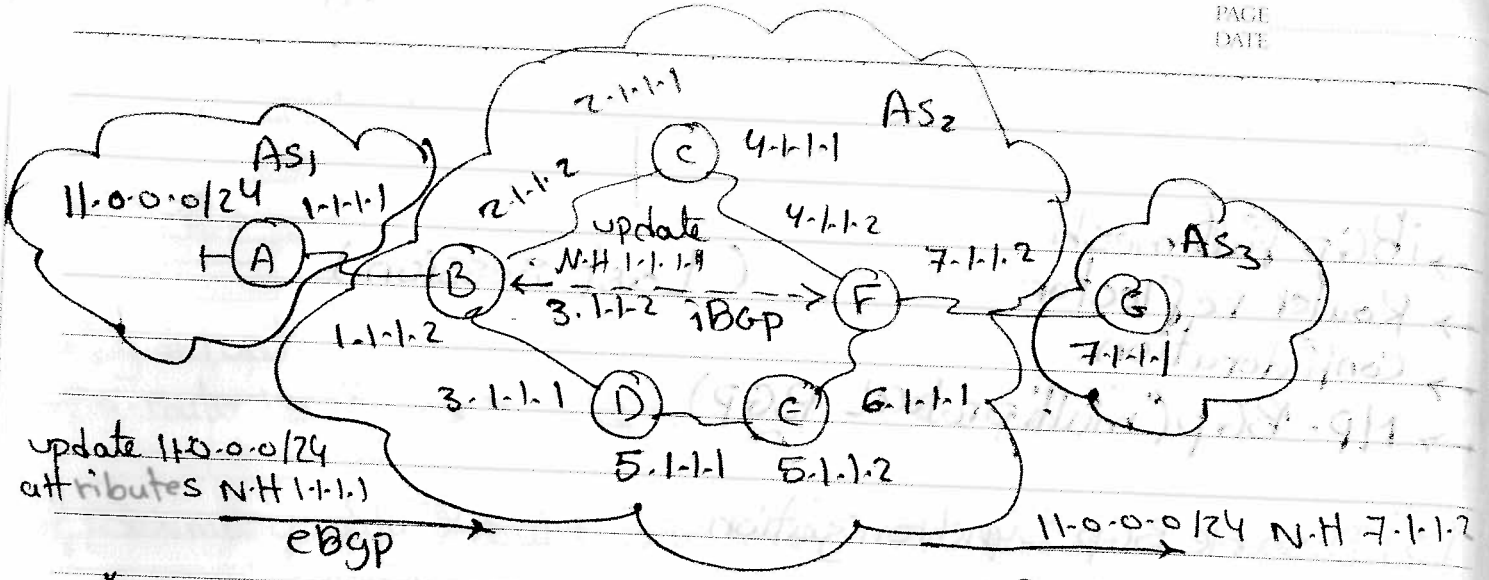 PAGE
DATE
2.1.1.1
AS2
C
4.1.1.1
AS1
11.0.0.0/24
1.1.1.1
2.1.1.2
4.1.1.2
A
update
N.H 1.1.1.1
B
3.1.1.2
iBGP
F
7.1.1.2
AS3
G
7.1.1.1
1.1.1.2
3.1.1.1
D
E
6.1.1.1
5.1.1.1
5.1.1.2
update 11.0.0.0/24
attributes N.H 1.1.1.1
eBgp
11.0.0.0/24 N.H 7.1.1.2